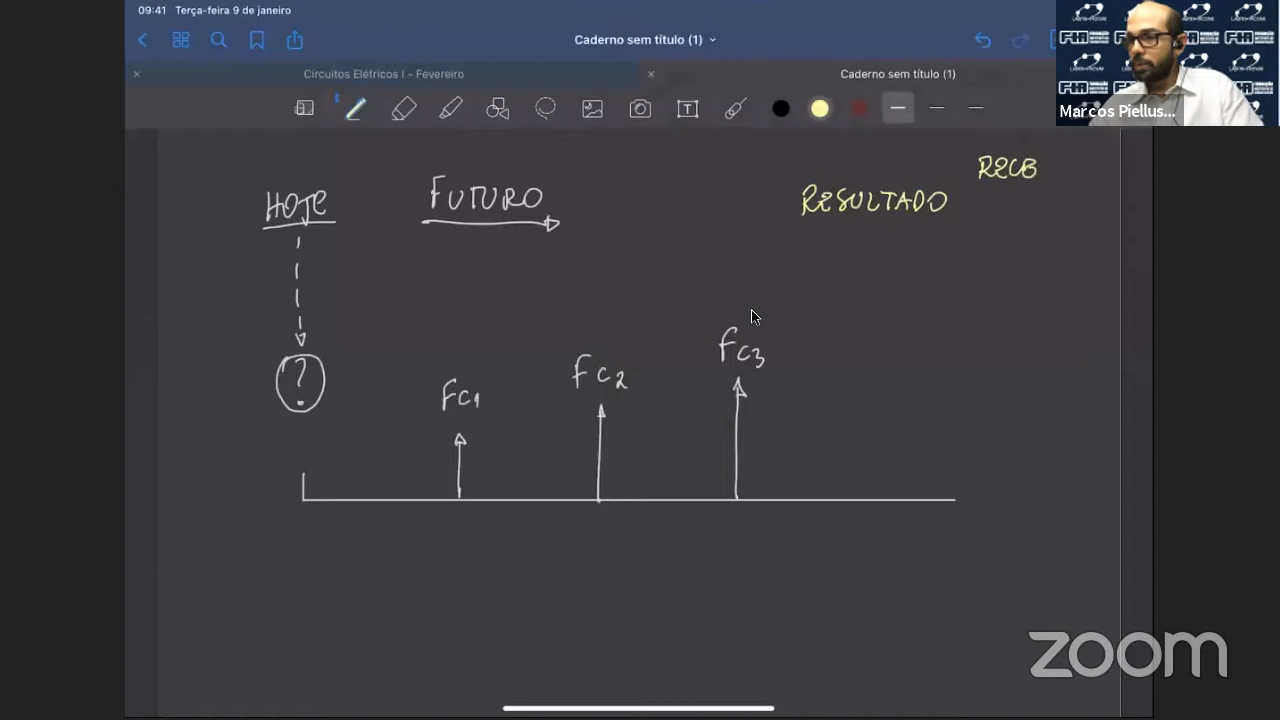 09:41 Terça-feira 9 de janeiro
Caderno sem título (1)
Circuitos Elétricos I - Fevereiro
Caderno sem título (1)
Marcos Piellus...
RECB
HOJE
FUTURO
RESULTADO
?
FC1
FC2
FC3
zoom